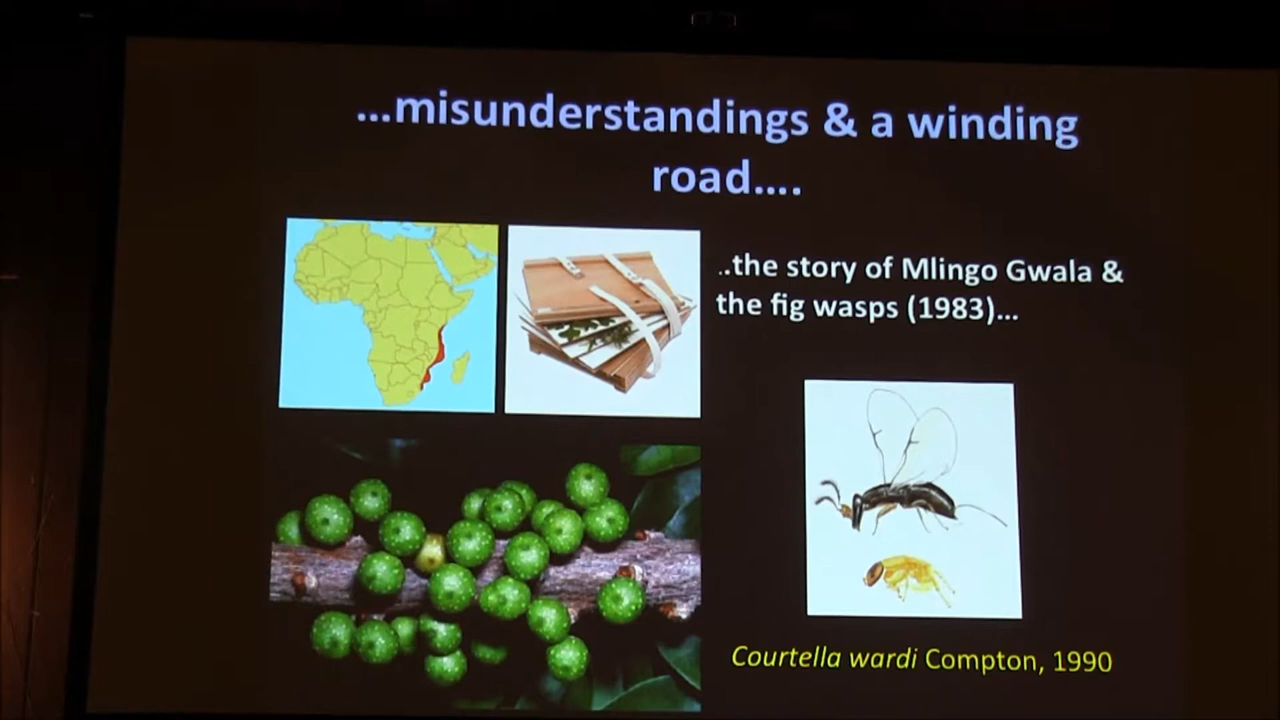 ...misunderstandings & a winding
road....
..the story of Mlingo Gwala &
the fig wasps (1983)...
Courtella wardi Compton, 1990